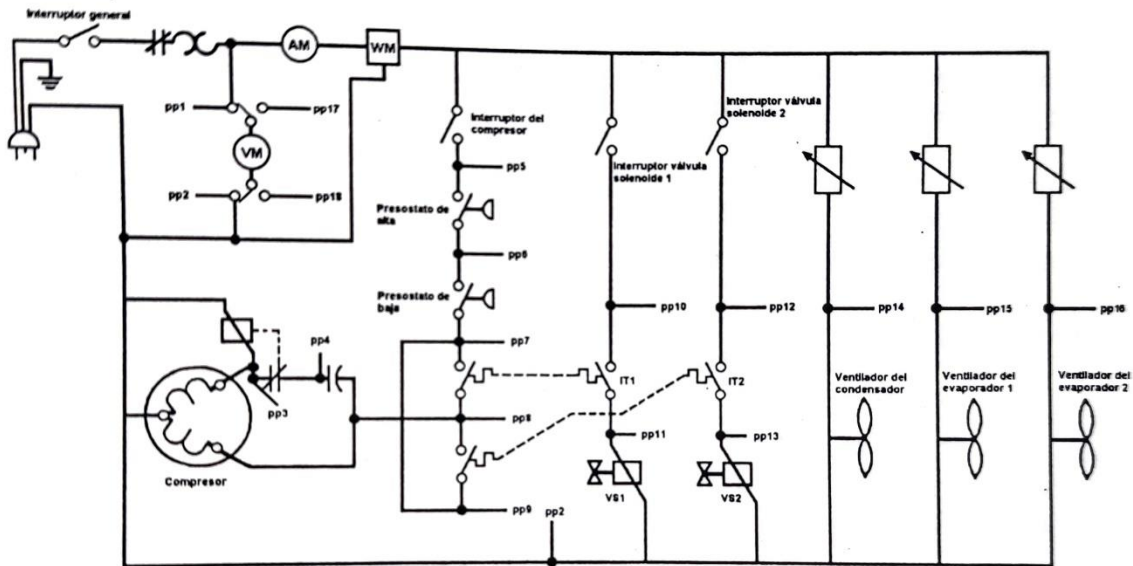 Interruptor general
AM
WM
pp1
pp17
VM
pp2
pp18
Interruptor del
compresor
pp5
Presostato de
alta
pp6
Presostato de
baja
pp7
pp8
pp9
Interruptor válvula
solenoide 1
Interruptor válvula
solenoide 2
pp10
pp12
pp14
pp15
pp16
IT1
IT2
pp11
pp13
VS1
VS2
Ventilador del
condensador
Ventilador del
evaporador 1
Ventilador del
evaporador 2
pp4
pp3
Compresor
pp2